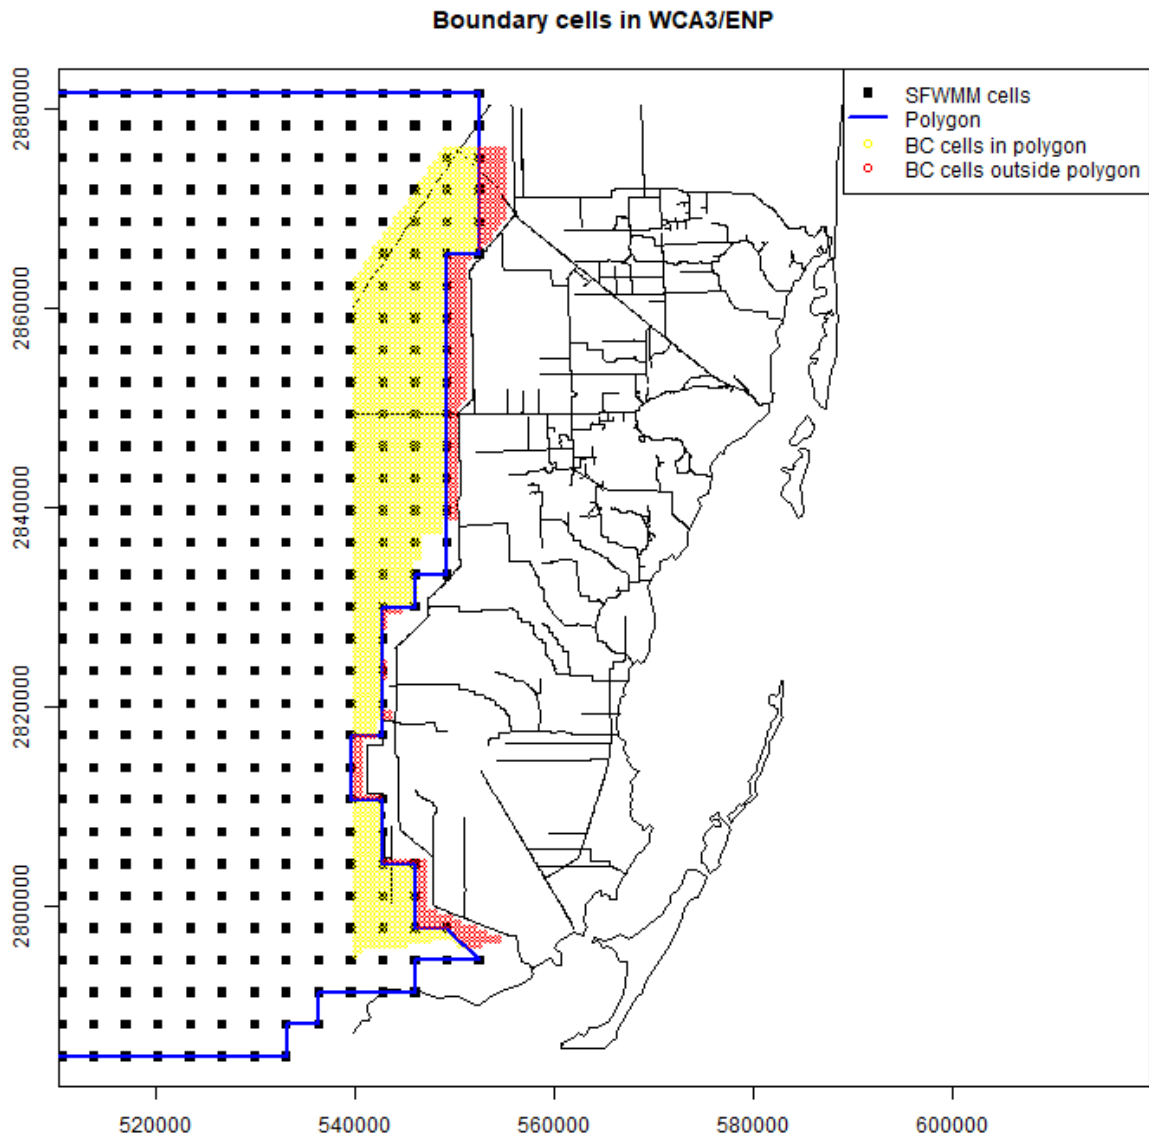 Boundary cells in WCA3/ENP
SFWMM cells
Polygon
BC cells in polygon
BC cells outside polygon
2880000
2860000
2840000
2820000
2800000
520000 540000 560000 580000 600000